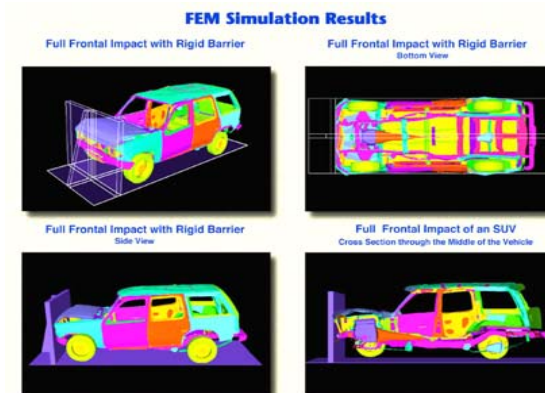 FEM Simulation Results
Full Frontal Impact with Rigid Barrier
Full Frontal Impact with Rigid Barrier
Bottom View
Full Frontal Impact with Rigid Barrier
Side View
Full Frontal Impact of an SUV
Cross Section through the Middle of the Vehicle